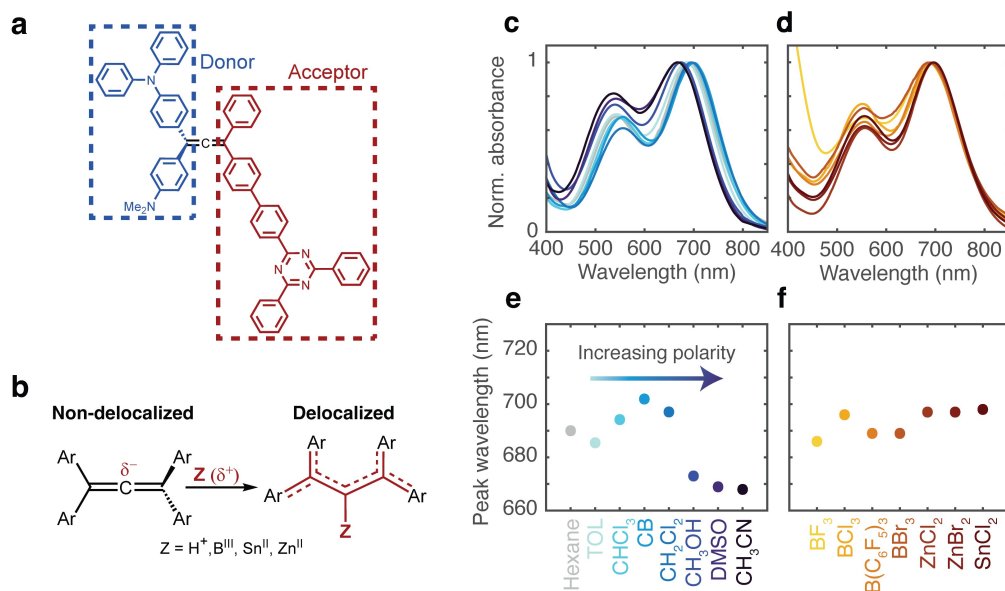 a
Donor
Acceptor
N
C
Me₂N
N
N
N
b
Non-delocalized
Delocalized
Ar
Ar
δ⁻
C
Ar
Ar
Z (δ⁺)
Ar
Ar
Ar
Ar
Z
Z = H⁺,Bᴵᴵᴵ, Snᴵᴵ, Znᴵᴵ
c
d
Norm. absorbance
1
0
400 500 600 700 800
Wavelength (nm)
400 500 600 700 800
Wavelength (nm)
e
f
Peak wavelength (nm)
720
700
680
660
Increasing polarity
Hexane
TOL
CHCl₃
CB
CH₂Cl₂
CH₃OH
DMSO
CH₃CN
BF₃
BCl₃
B(C₆F₅)₃
BBr₃
ZnCl₂
ZnBr₂
SnCl₂